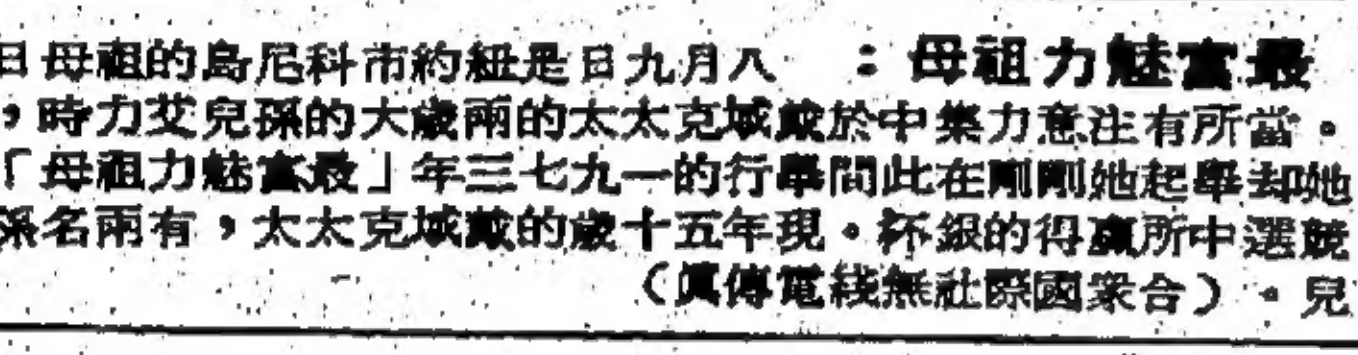 最富魅力祖母：　八月九日是紐約市科尼島的祖母日
。當所有注意力集中於戴城克太太的兩歲大的孫兒艾力時，
她却舉起她剛剛在此間舉行的一九七三年「最富魅力祖母」
競選中所贏得的銀杯。現年五十歲的戴城克太太，有兩名孫
兒。（合衆國際社無綫電傳眞）